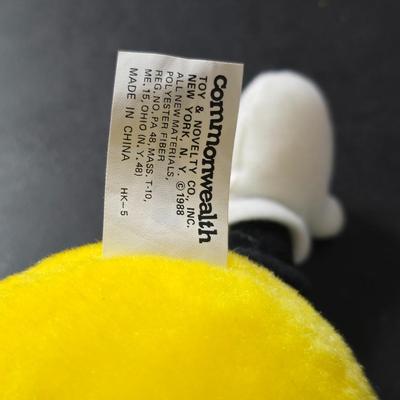 commonwealth
TOY & NOVELTY CO., INC.
NEW YORK, N. Y. ©1988
ALL NEW MATERIALS,
POLYESTER FIBER
REG. NO. PA 48, MASS. T-10,
ME. 15, OHIO (N. Y. 48)
MADE IN CHINA HK-5